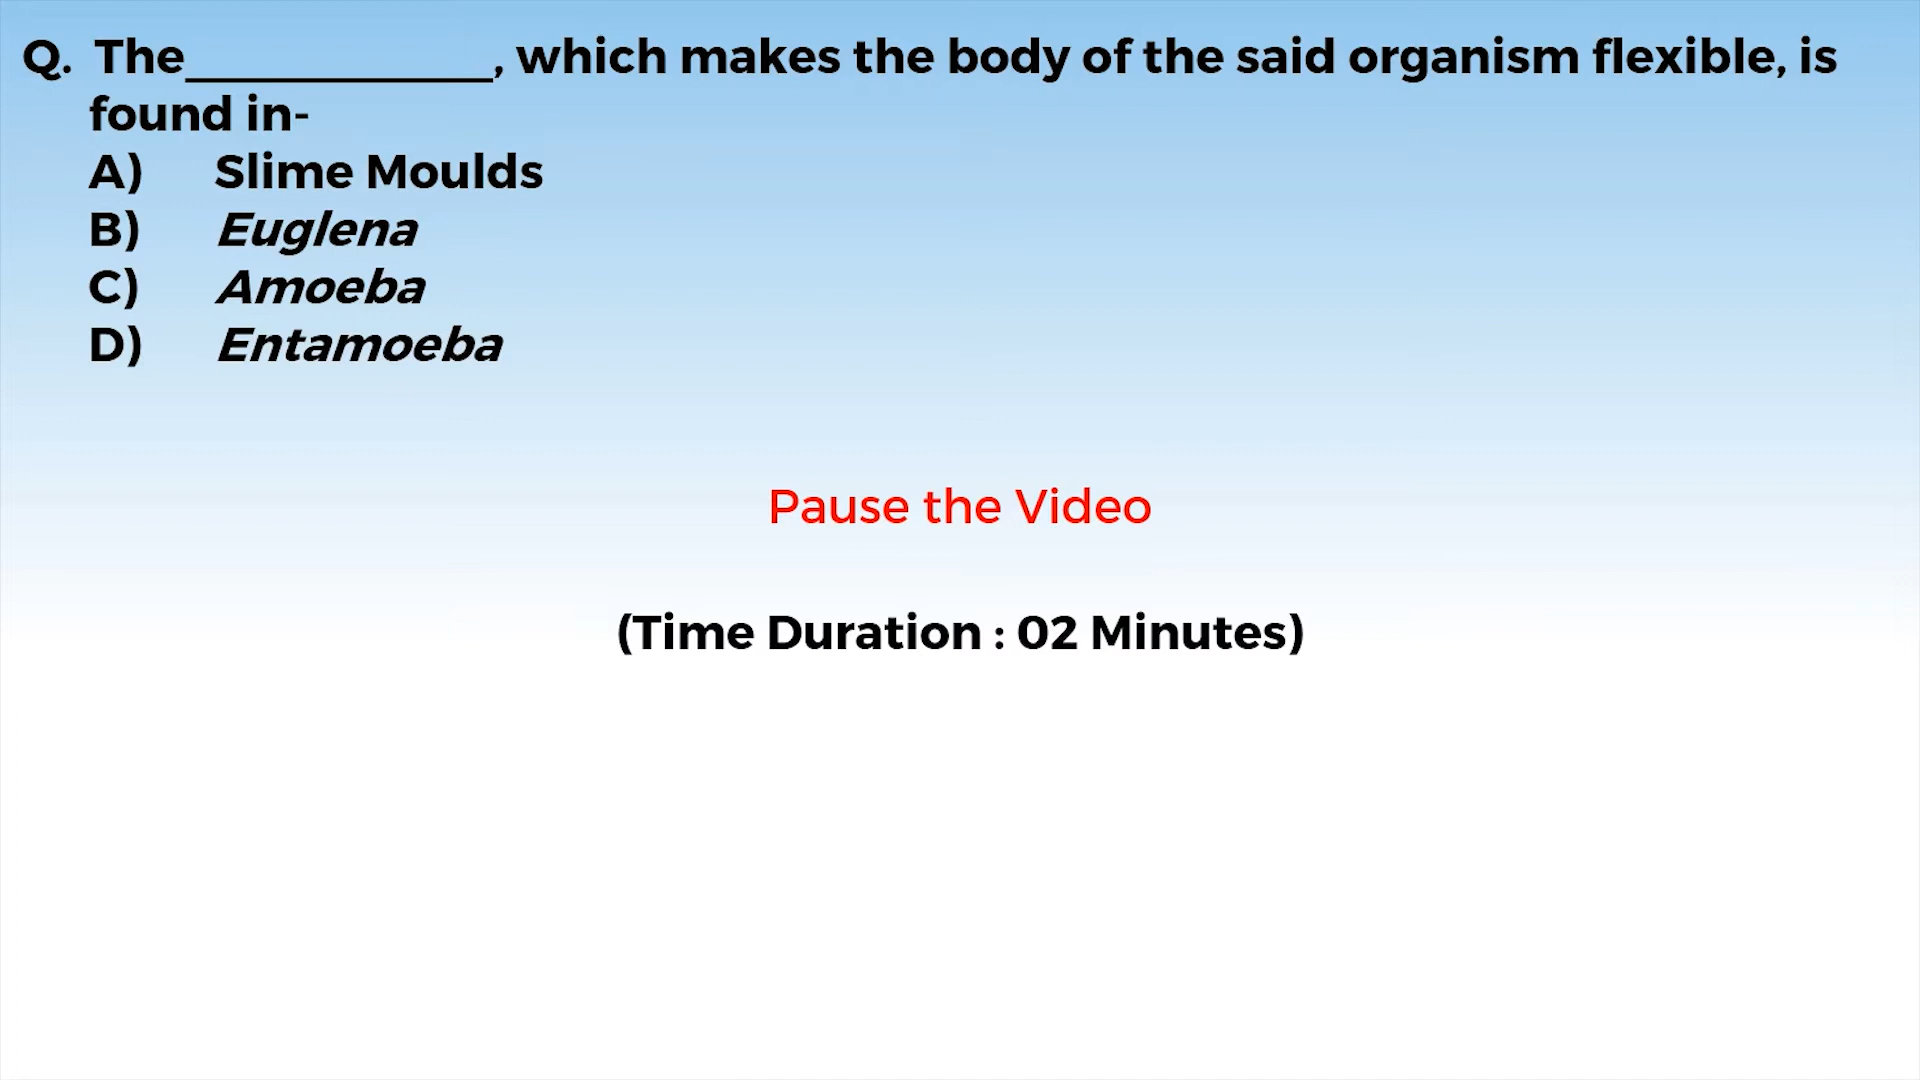 Q. The_____________, which makes the body of the said organism flexible, is
found in-
A) Slime Moulds
B) Euglena
C) Amoeba
D) Entamoeba
Pause the Video
(Time Duration : 02 Minutes)